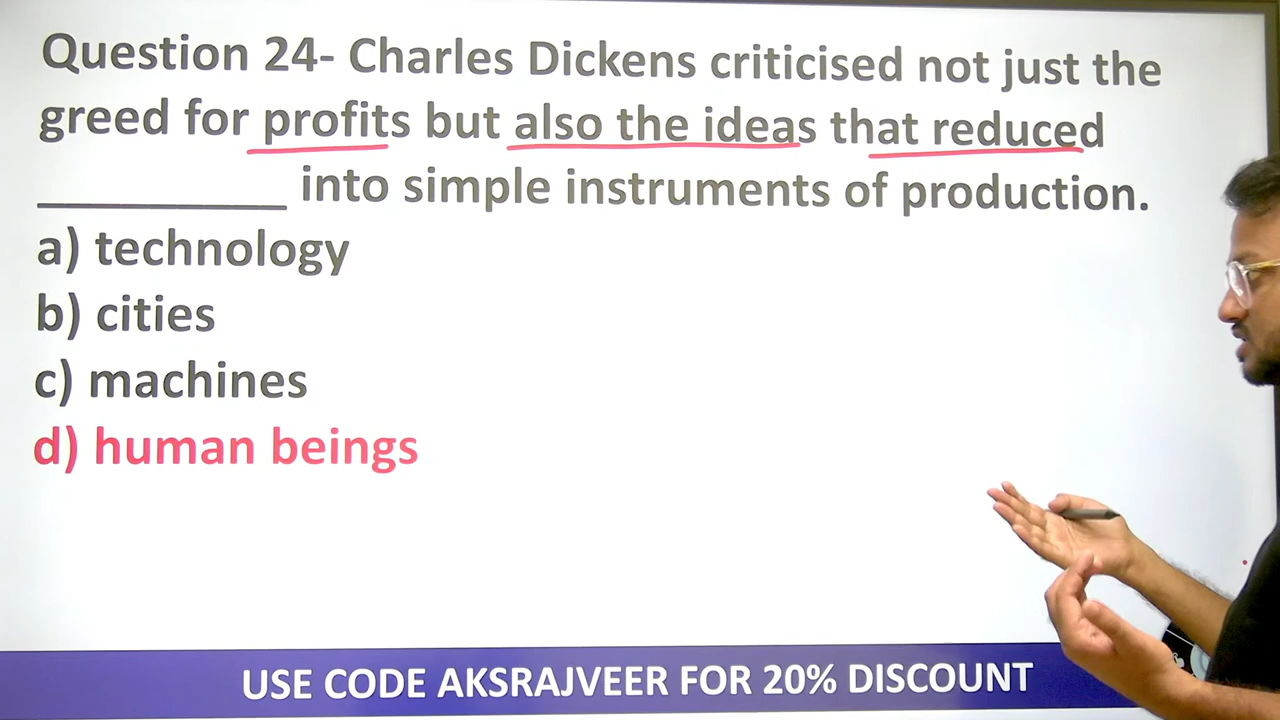 Question 24- Charles Dickens criticised not just the
greed for profits but also the ideas that reduced
__________ into simple instruments of production.
a) technology
b) cities
c) machines
d) human beings
USE CODE AKSRAJVEER FOR 20% DISCOUNT